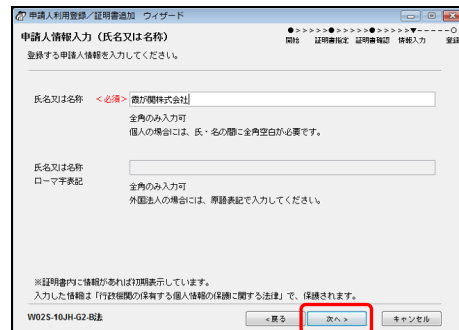 申請人利用登録／証明書追加　ウィザード
申請人情報入力（氏名又は名称）
●>>>>>●>>>>>●>>>>>▼-----○
開始　証明書指定　証明書確認　情報入力　登録
登録する申請人情報を入力してください。
氏名又は名称　<必須>　霞が関株式会社
全角のみ入力可
個人の場合には、氏・名の間に全角空白が必要です。
氏名又は名称
ローマ字表記
全角のみ入力可
外国法人の場合には、原語表記で入力してください。
※証明書内に情報があれば初期表示しています。
入力した情報は「行政機関の保有する個人情報の保護に関する法律」で、保護されます。
W02S-10JH-G2-B法　<戻る　次へ >　キャンセル